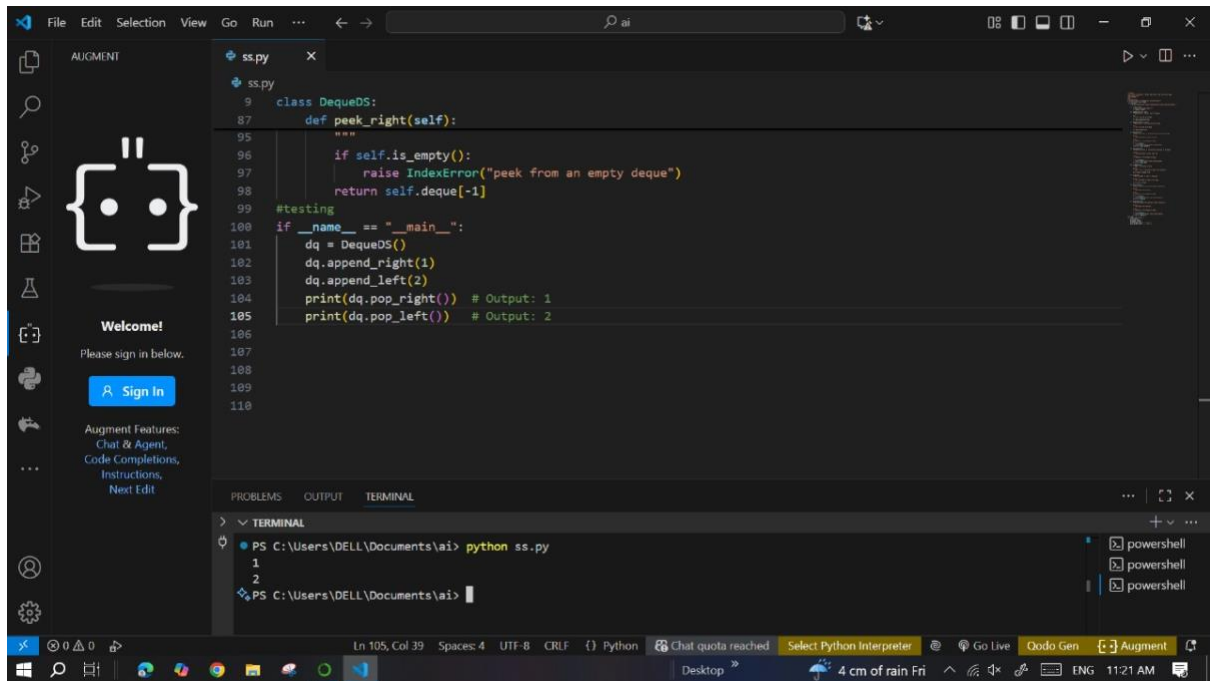 File Edit Selection View Go Run ··· ← → ai
AUGMENT
Welcome!
Please sign in below.
Sign In
Augment Features:
Chat & Agent,
Code Completions,
Instructions,
Next Edit
ss.py ×
ss.py
9 class DequeDS:
87 def peek_right(self):
95 """
96 if self.is_empty():
97 raise IndexError("peek from an empty deque")
98 return self.deque[-1]
99 #testing
100 if __name__ == "__main__":
101 dq = DequeDS()
102 dq.append_right(1)
103 dq.append_left(2)
104 print(dq.pop_right())  # Output: 1
105 print(dq.pop_left())   # Output: 2
106
107
108
109
110
PROBLEMS OUTPUT TERMINAL
TERMINAL
PS C:\Users\DELL\Documents\ai> python ss.py
1
2
PS C:\Users\DELL\Documents\ai>
powershell
powershell
powershell
0 0 Ln 105, Col 39 Spaces: 4 UTF-8 CRLF {} Python Chat quota reached Select Python Interpreter Go Live Qodo Gen Augment
Desktop » 4 cm of rain Fri ENG 11:21 AM